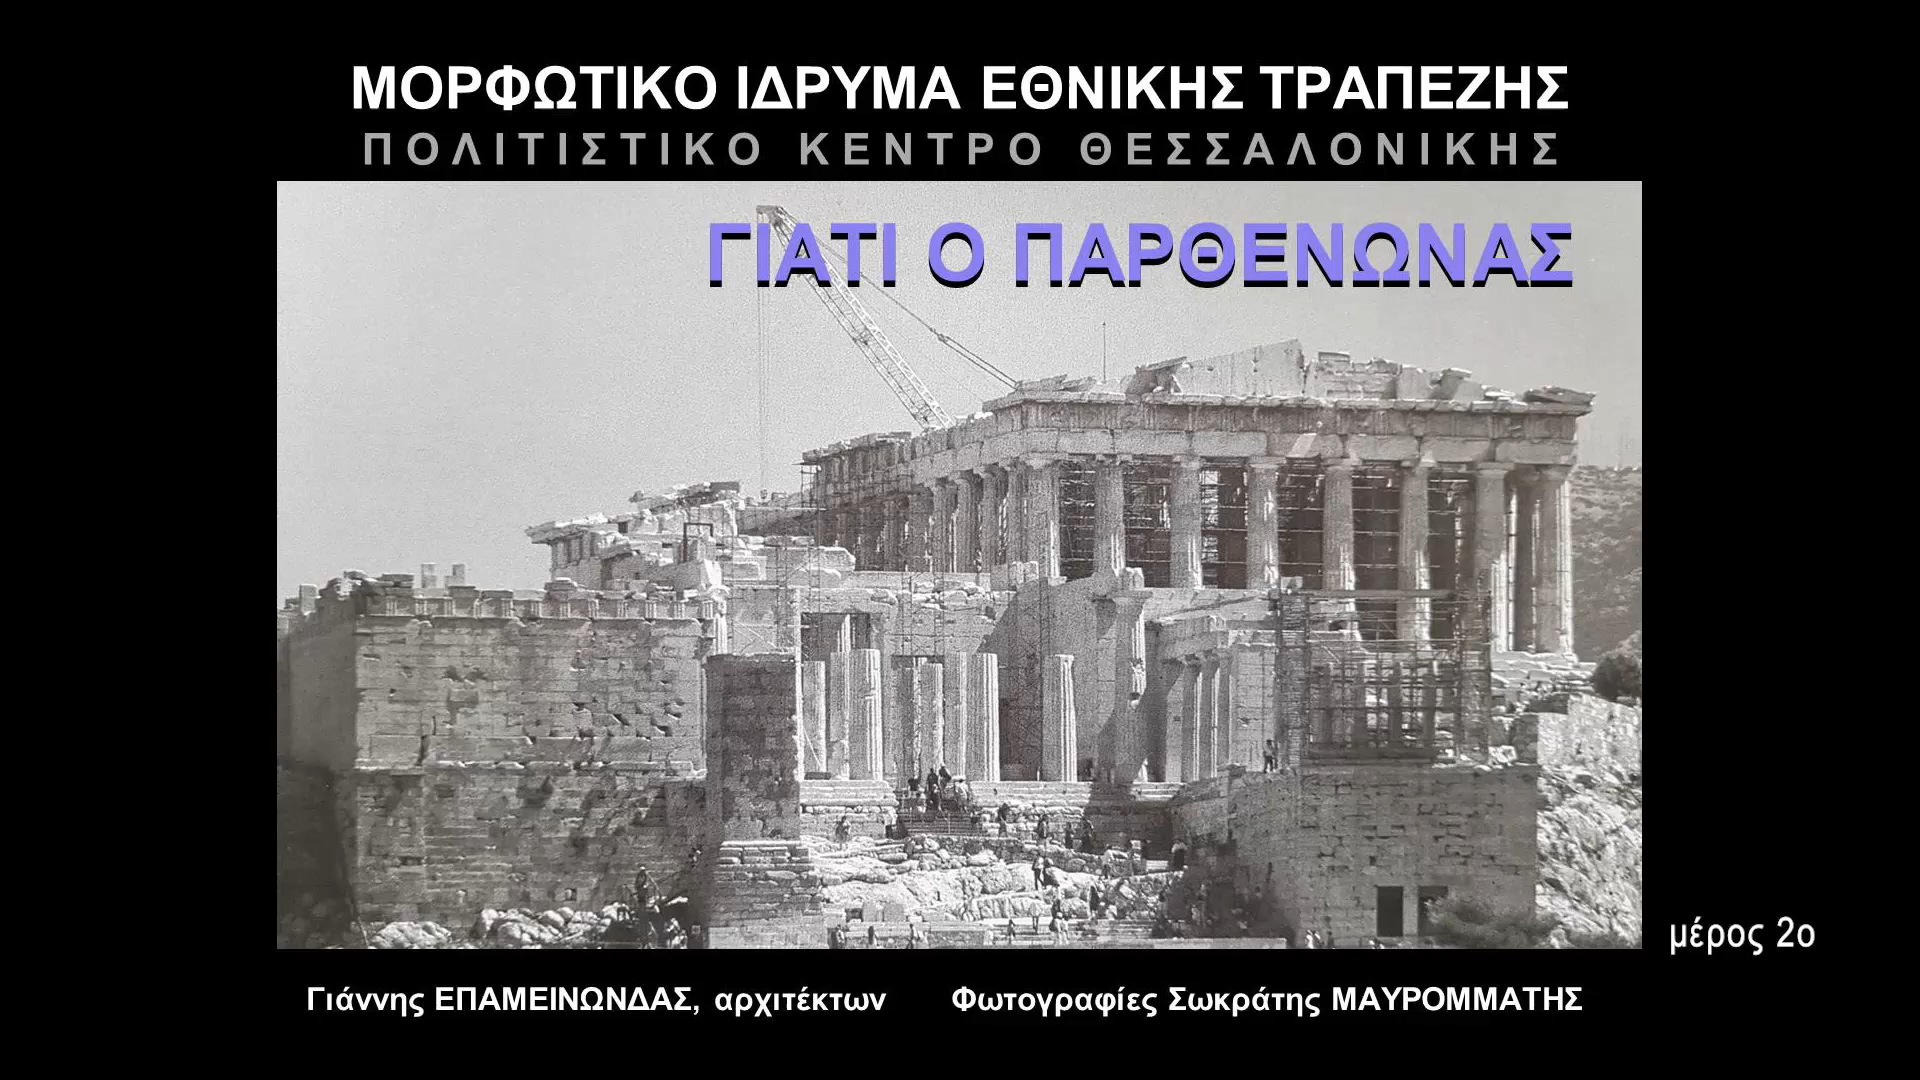 ΜΟΡΦΩΤΙΚΟ ΙΔΡΥΜΑ ΕΘΝΙΚΗΣ ΤΡΑΠΕΖΗΣ
ΠΟΛΙΤΙΣΤΙΚΟ ΚΕΝΤΡΟ ΘΕΣΣΑΛΟΝΙΚΗΣ
ΓΙΑΤΙ Ο ΠΑΡΘΕΝΩΝΑΣ
μέρος 2ο
Γιάννης ΕΠΑΜΕΙΝΩΝΔΑΣ, αρχιτέκτων Φωτογραφίες Σωκράτης ΜΑΥΡΟΜΜΑΤΗΣ